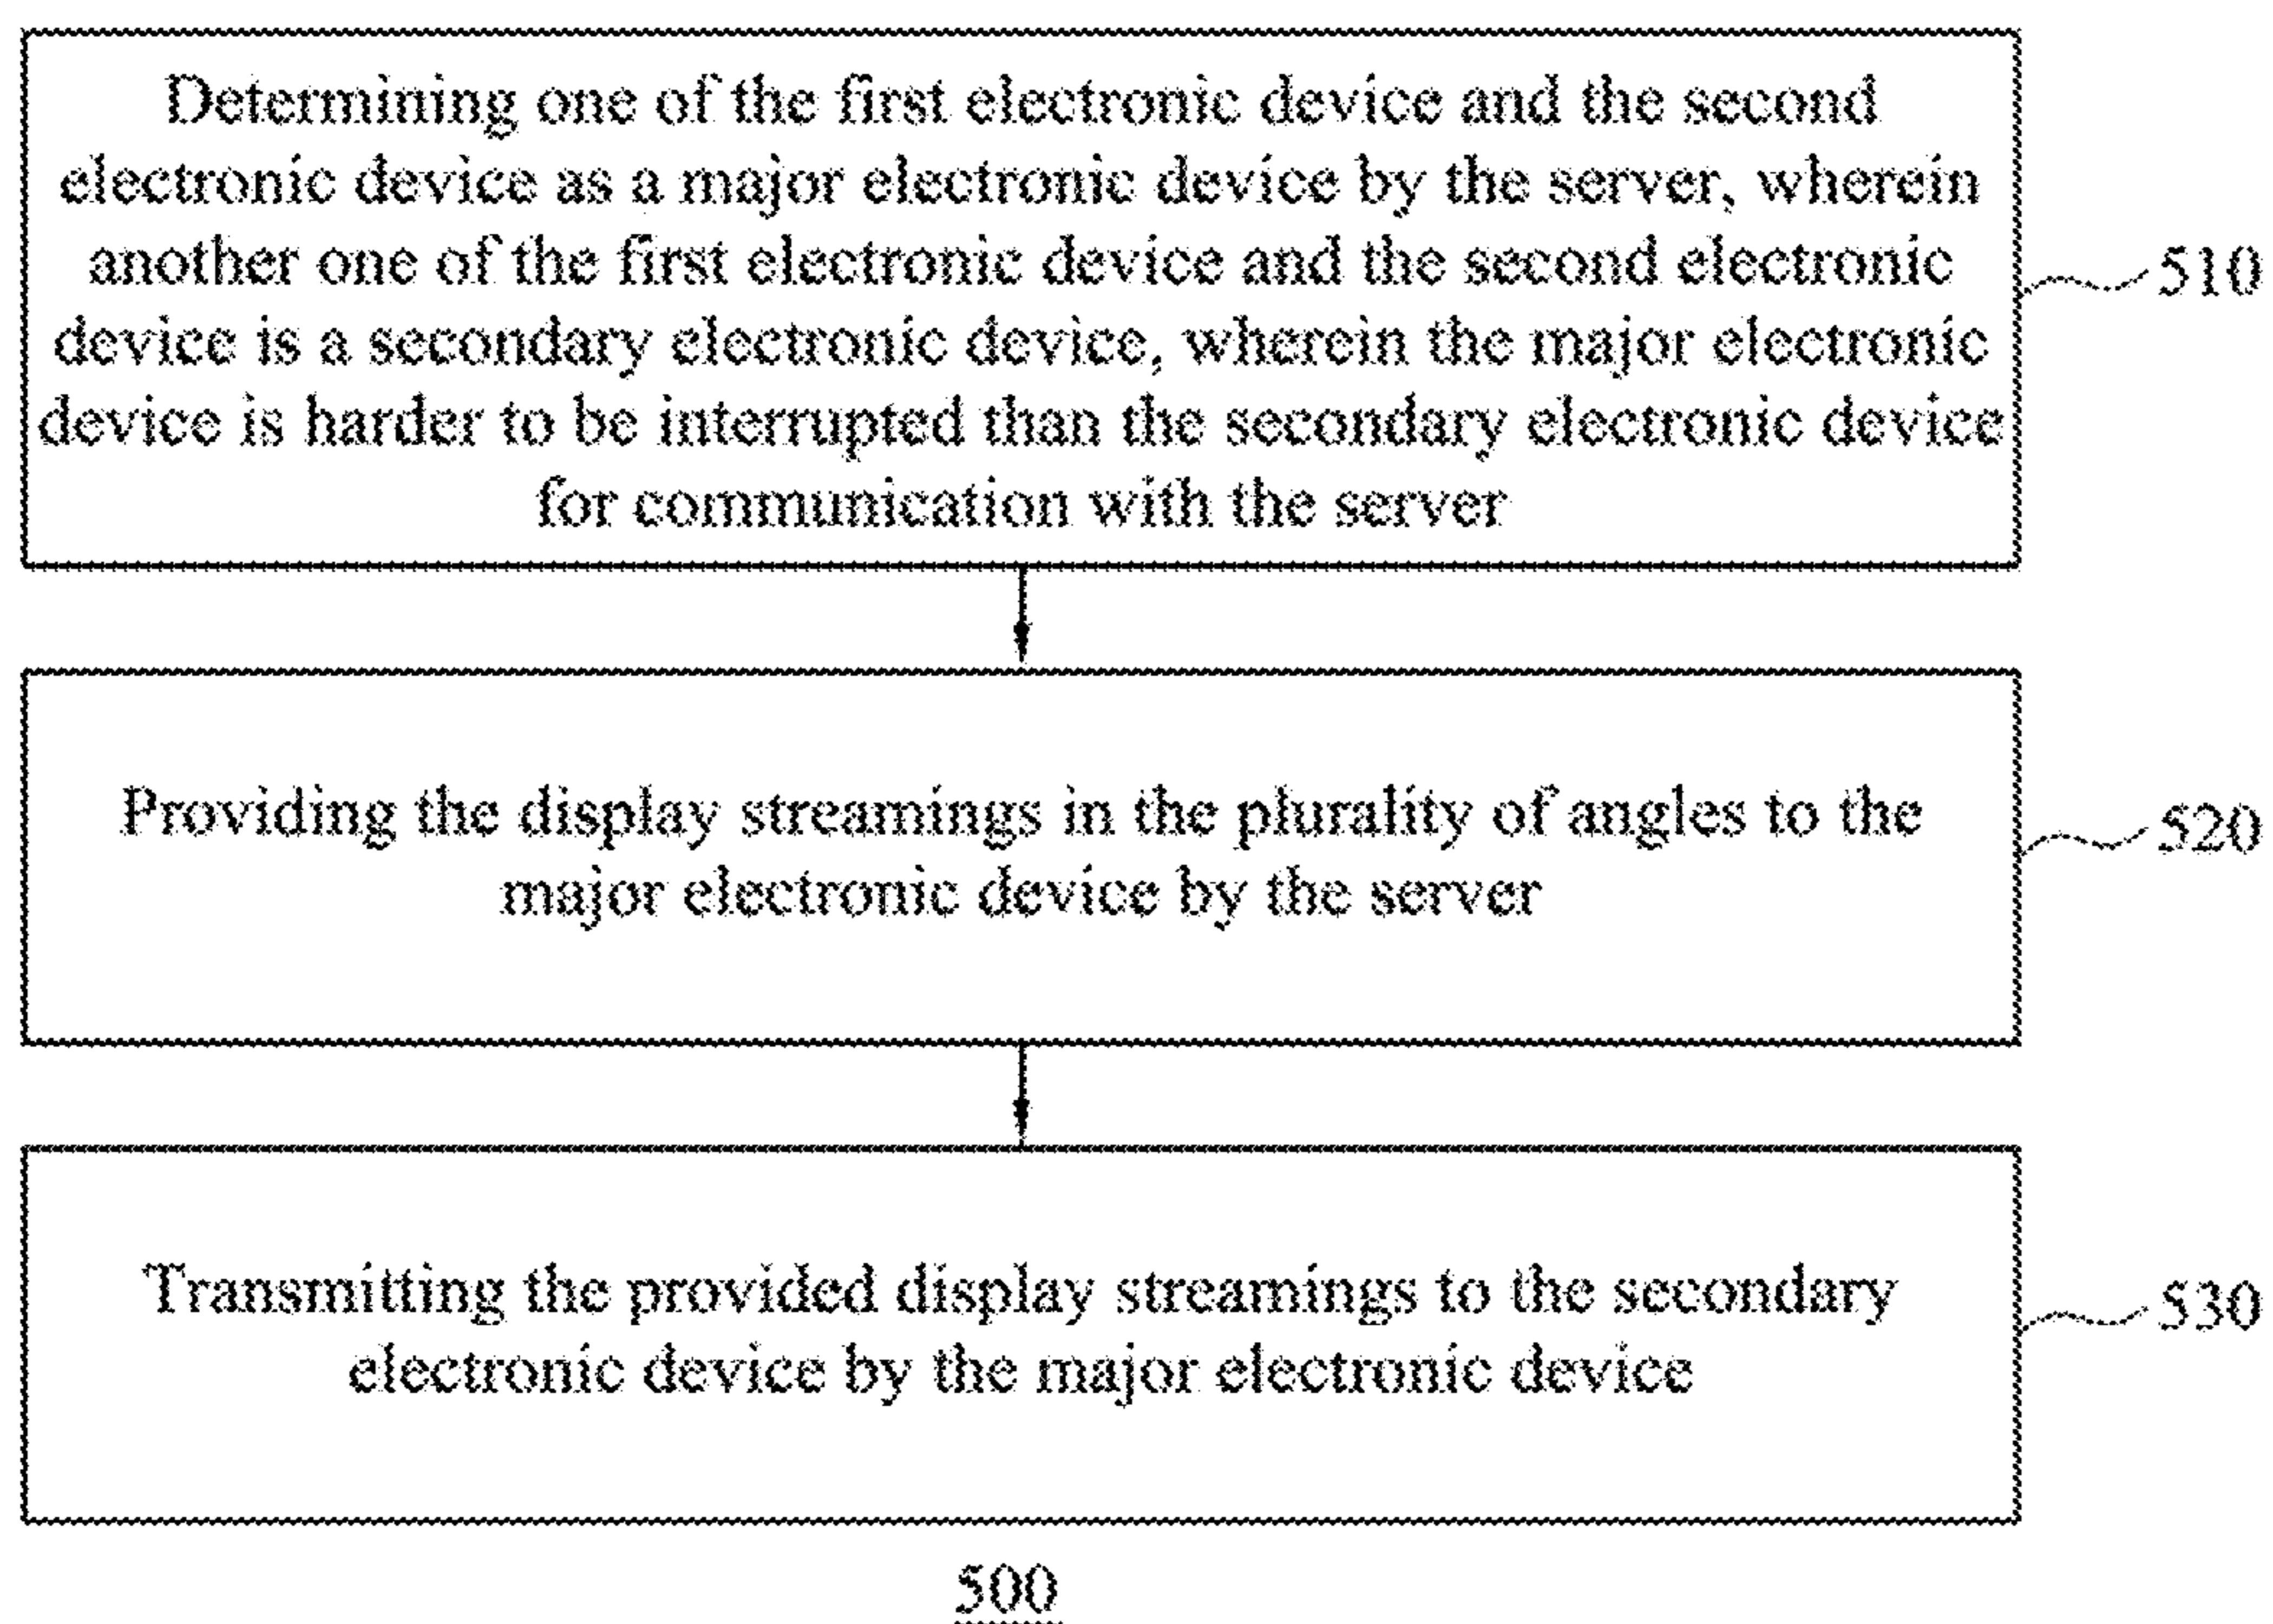 Determining one of the first electronic device and the second
electronic device as a major electronic device by the server, wherein
another one of the first electronic device and the second electronic
device is a secondary electronic device, wherein the major electronic
device is harder to be interrupted than the secondary electronic device
for communication with the server
510
Providing the display streamings in the plurality of angles to the
major electronic device by the server
520
Transmitting the provided display streamings to the secondary
electronic device by the major electronic device
530
500